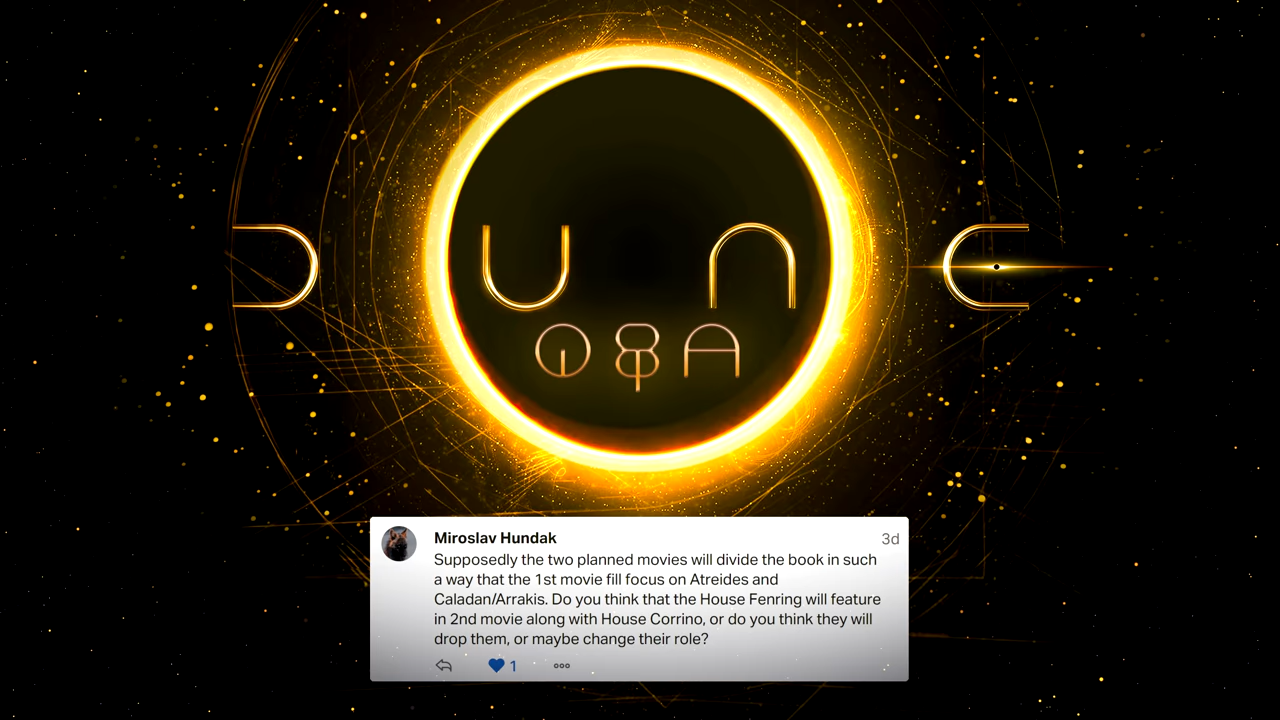 DUNE
Q&A
Miroslav Hundak 3d
Supposedly the two planned movies will divide the book in such
a way that the 1st movie fill focus on Atreides and
Caladan/Arrakis. Do you think that the House Fenring will feature
in 2nd movie along with House Corrino, or do you think they will
drop them, or maybe change their role?
1